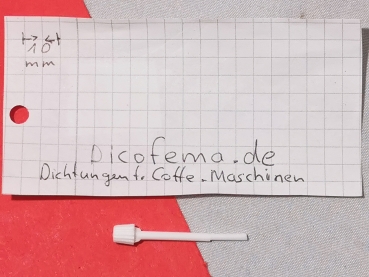 10
mm
Dicofema.de
Dichtungen f. Coffe.Maschinen